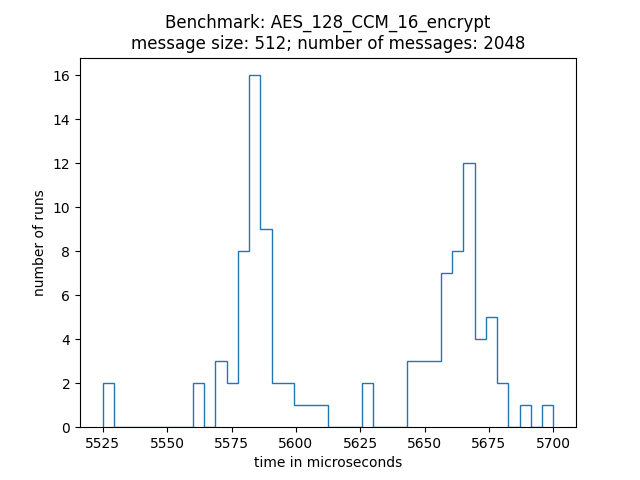 Benchmark: AES_128_CCM_16_encrypt
message size: 512; number of messages: 2048
16
14
12
10
8
6
4
2
0
number of runs
5525 5550 5575 5600 5625 5650 5675 5700
time in microseconds